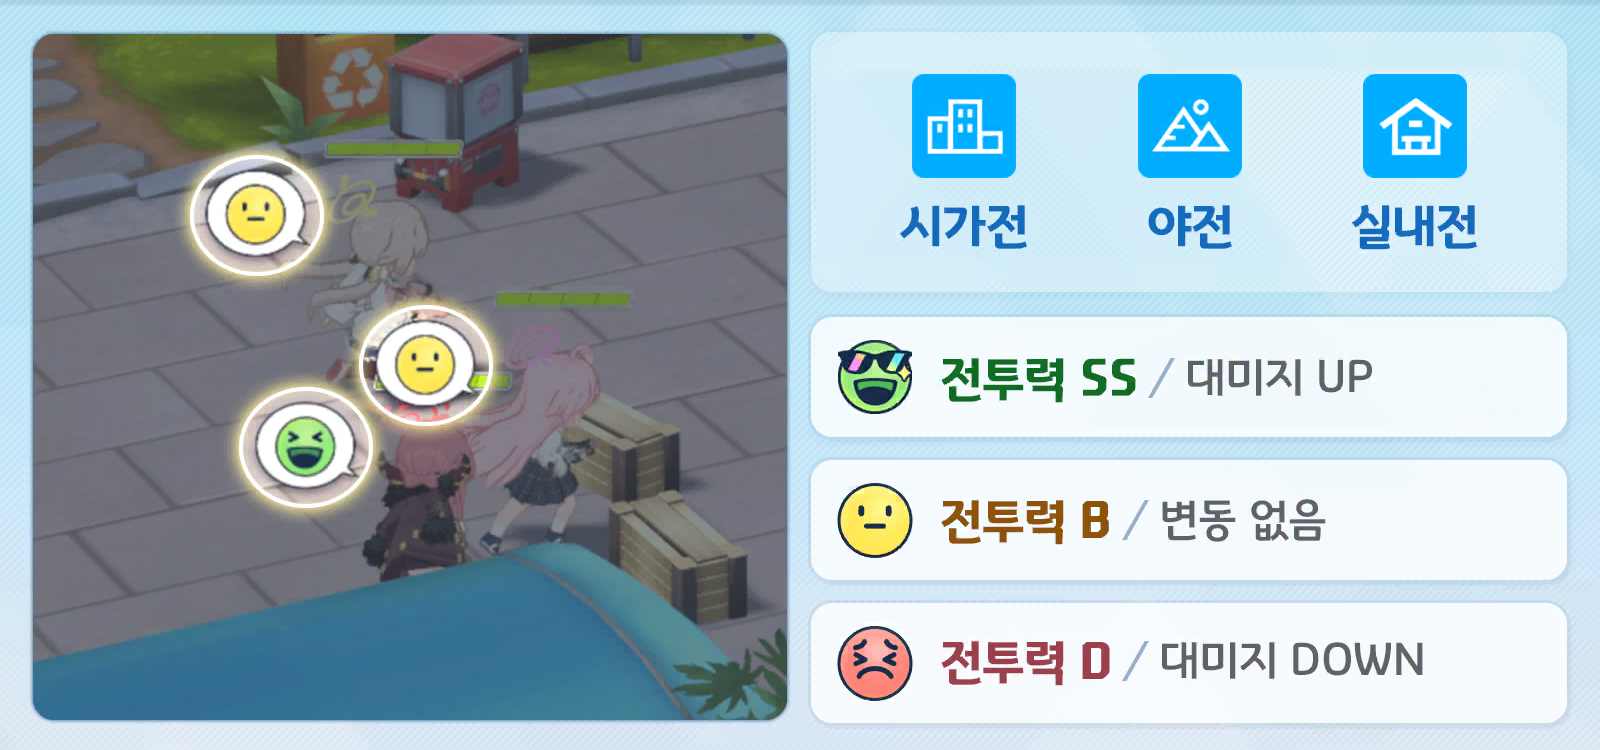 시가전
야전
실내전
전투력 SS / 대미지 UP
전투력 B / 변동 없음
전투력 D / 대미지 DOWN